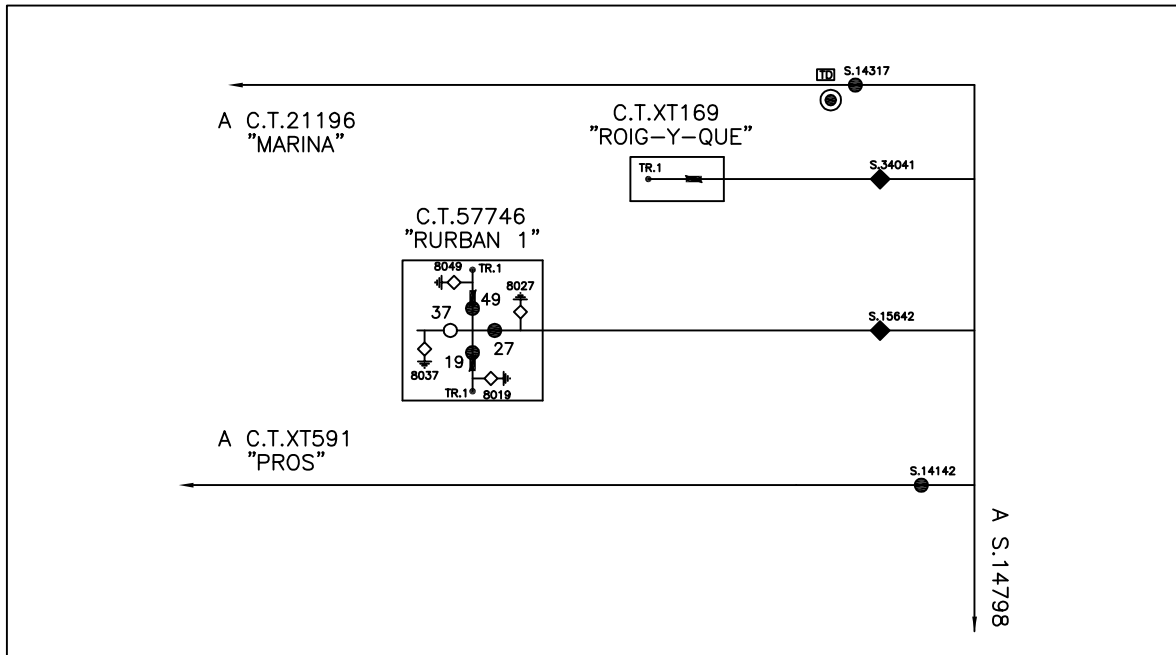 TD
S.14317
A C.T.21196
"MARINA"
C.T.XT169
"ROIG-Y-QUE"
TR.1
S.34041
C.T.57746
"RURBAN 1"
8049
TR.1
8027
49
37
S.15642
19
27
8037
TR.1
8019
A C.T.XT591
"PROS"
S.14142
A S.14798